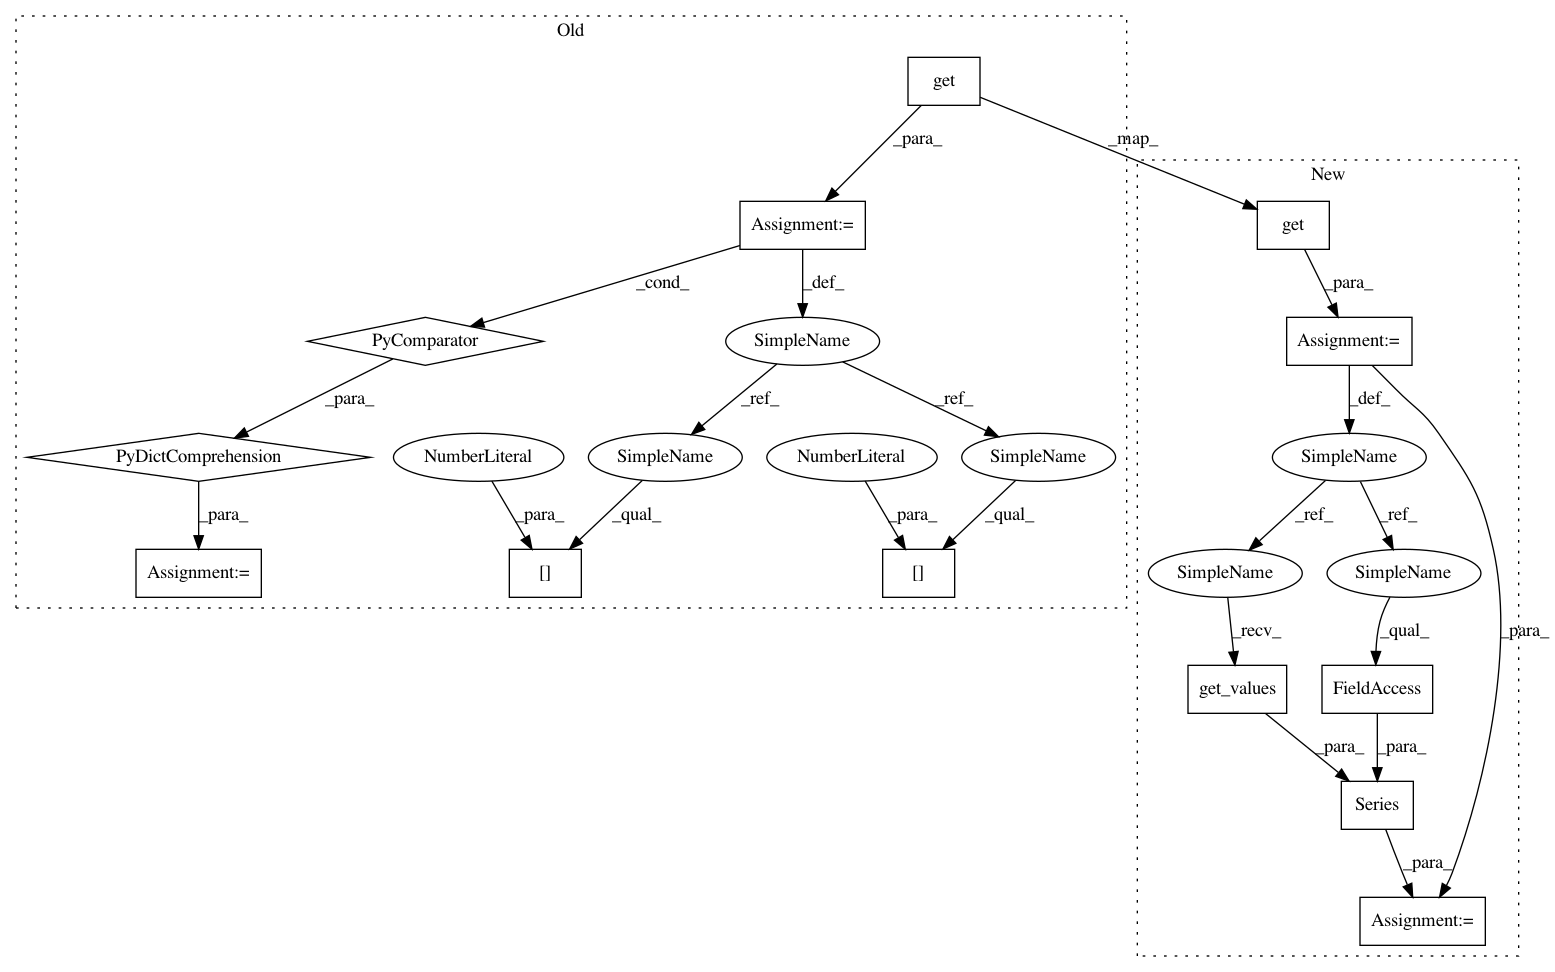 Old
get
_para_
_map_
New
Assignment:=
get
_cond_
_def_
_para_
PyComparator
SimpleName
Assignment:=
_para_
_ref_
_ref_
_def_
PyDictComprehension
NumberLiteral
SimpleName
NumberLiteral
SimpleName
SimpleName
_para_
_para_
_qual_
_para_
_qual_
_ref_
_ref_
Assignment:=
[]
[]
SimpleName
SimpleName
_recv_
_qual_
_para_
get_values
FieldAccess
_para_
_para_
Series
_para_
Assignment:=